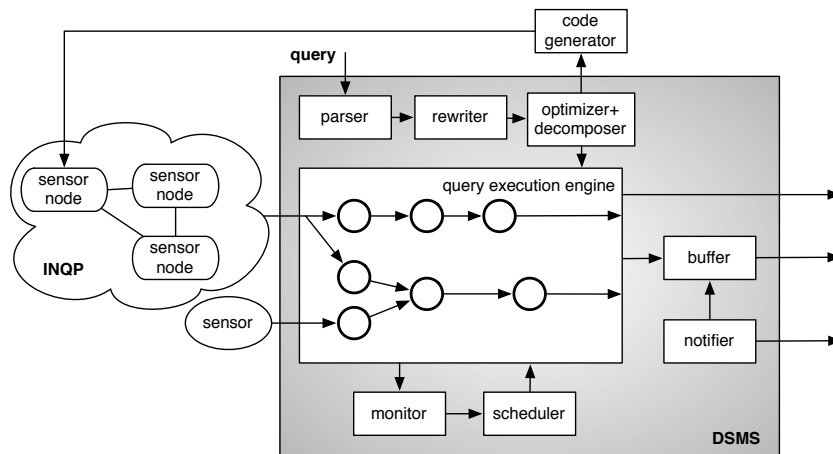 code
generator
query
parser
rewriter
optimizer+
decomposer
query execution engine
sensor
node
sensor
node
sensor
node
INQP
sensor
buffer
notifier
monitor
scheduler
DSMS